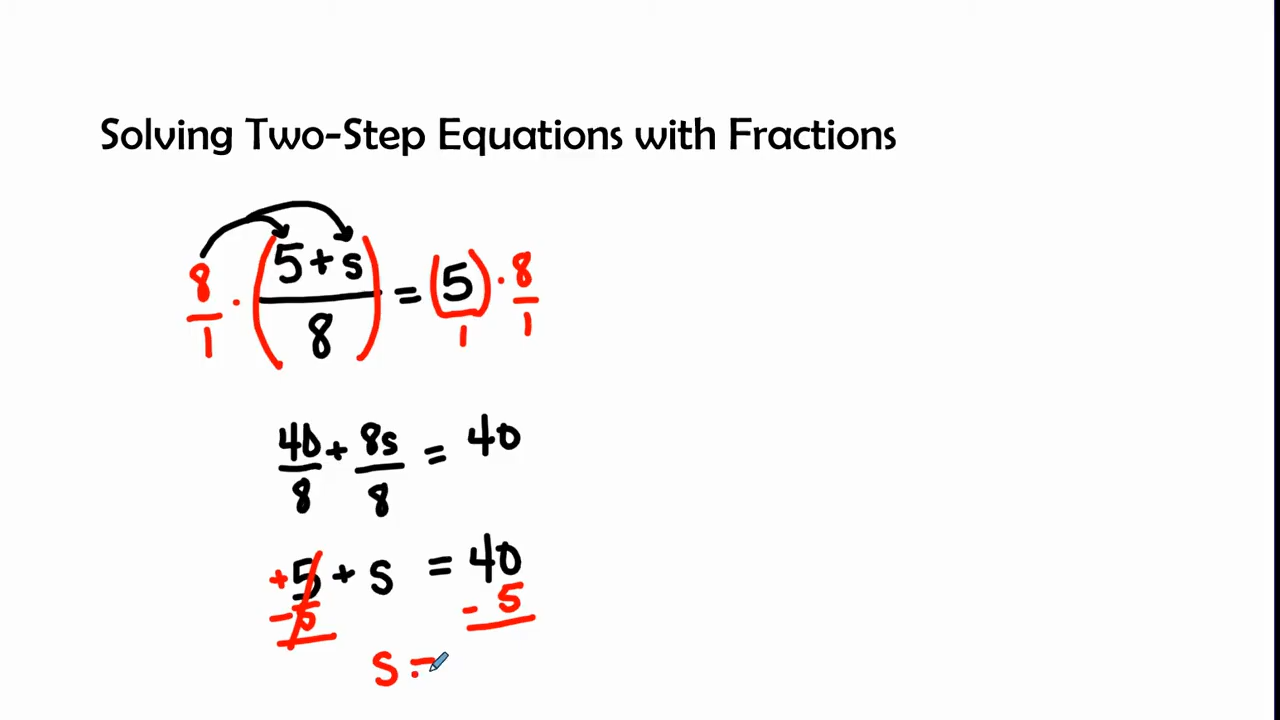 Solving Two-Step Equations with Fractions
8/1 · ((5+s)/8) = (5)/1 · 8/1
40/8 + 8s/8 = 40
+5 + s = 40
-5 - 5
s =